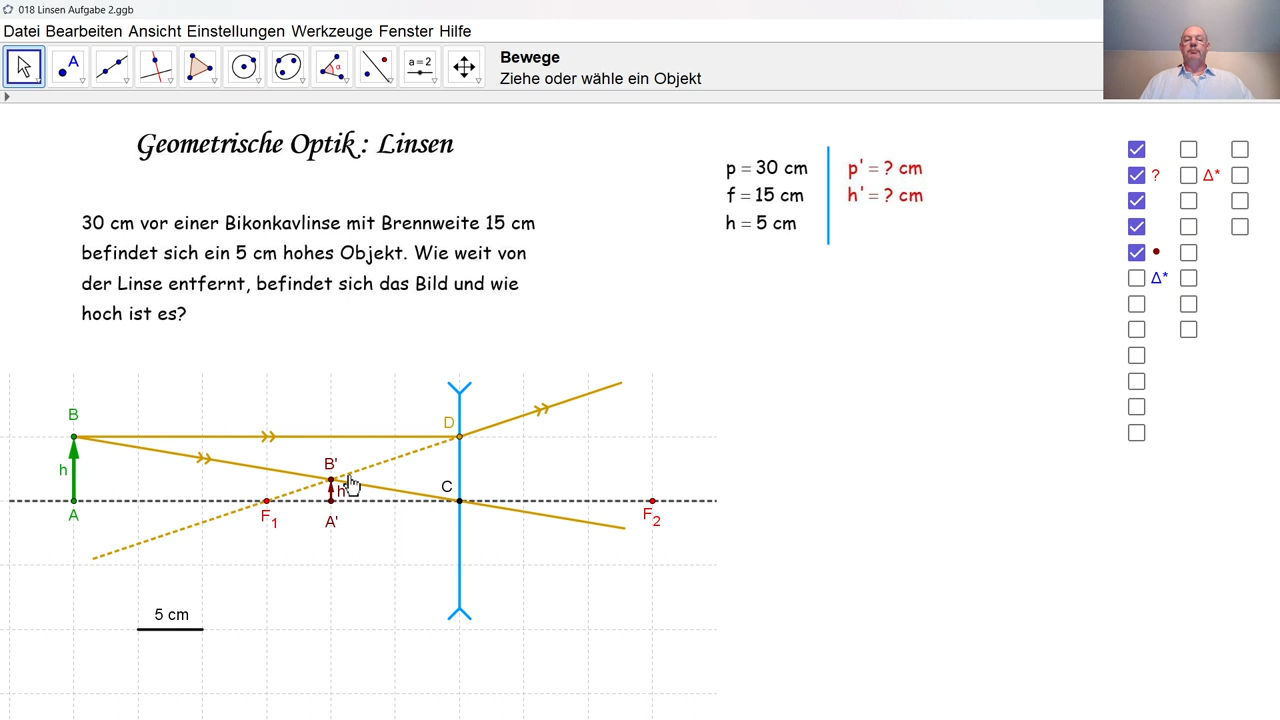 018 Linsen Aufgabe 2.ggb
Datei Bearbeiten Ansicht Einstellungen Werkzeuge Fenster Hilfe
A
α
a=2
Bewege
Ziehe oder wähle ein Objekt
Geometrische Optik : Linsen
30 cm vor einer Bikonkavlinse mit Brennweite 15 cm
befindet sich ein 5 cm hohes Objekt. Wie weit von
der Linse entfernt, befindet sich das Bild und wie
hoch ist es?
p = 30 cm
f = 15 cm
h = 5 cm
p' = ? cm
h' = ? cm
?
Δ*
Δ*
B
D
h
B'
h'
C
A
F1
A'
F2
5 cm